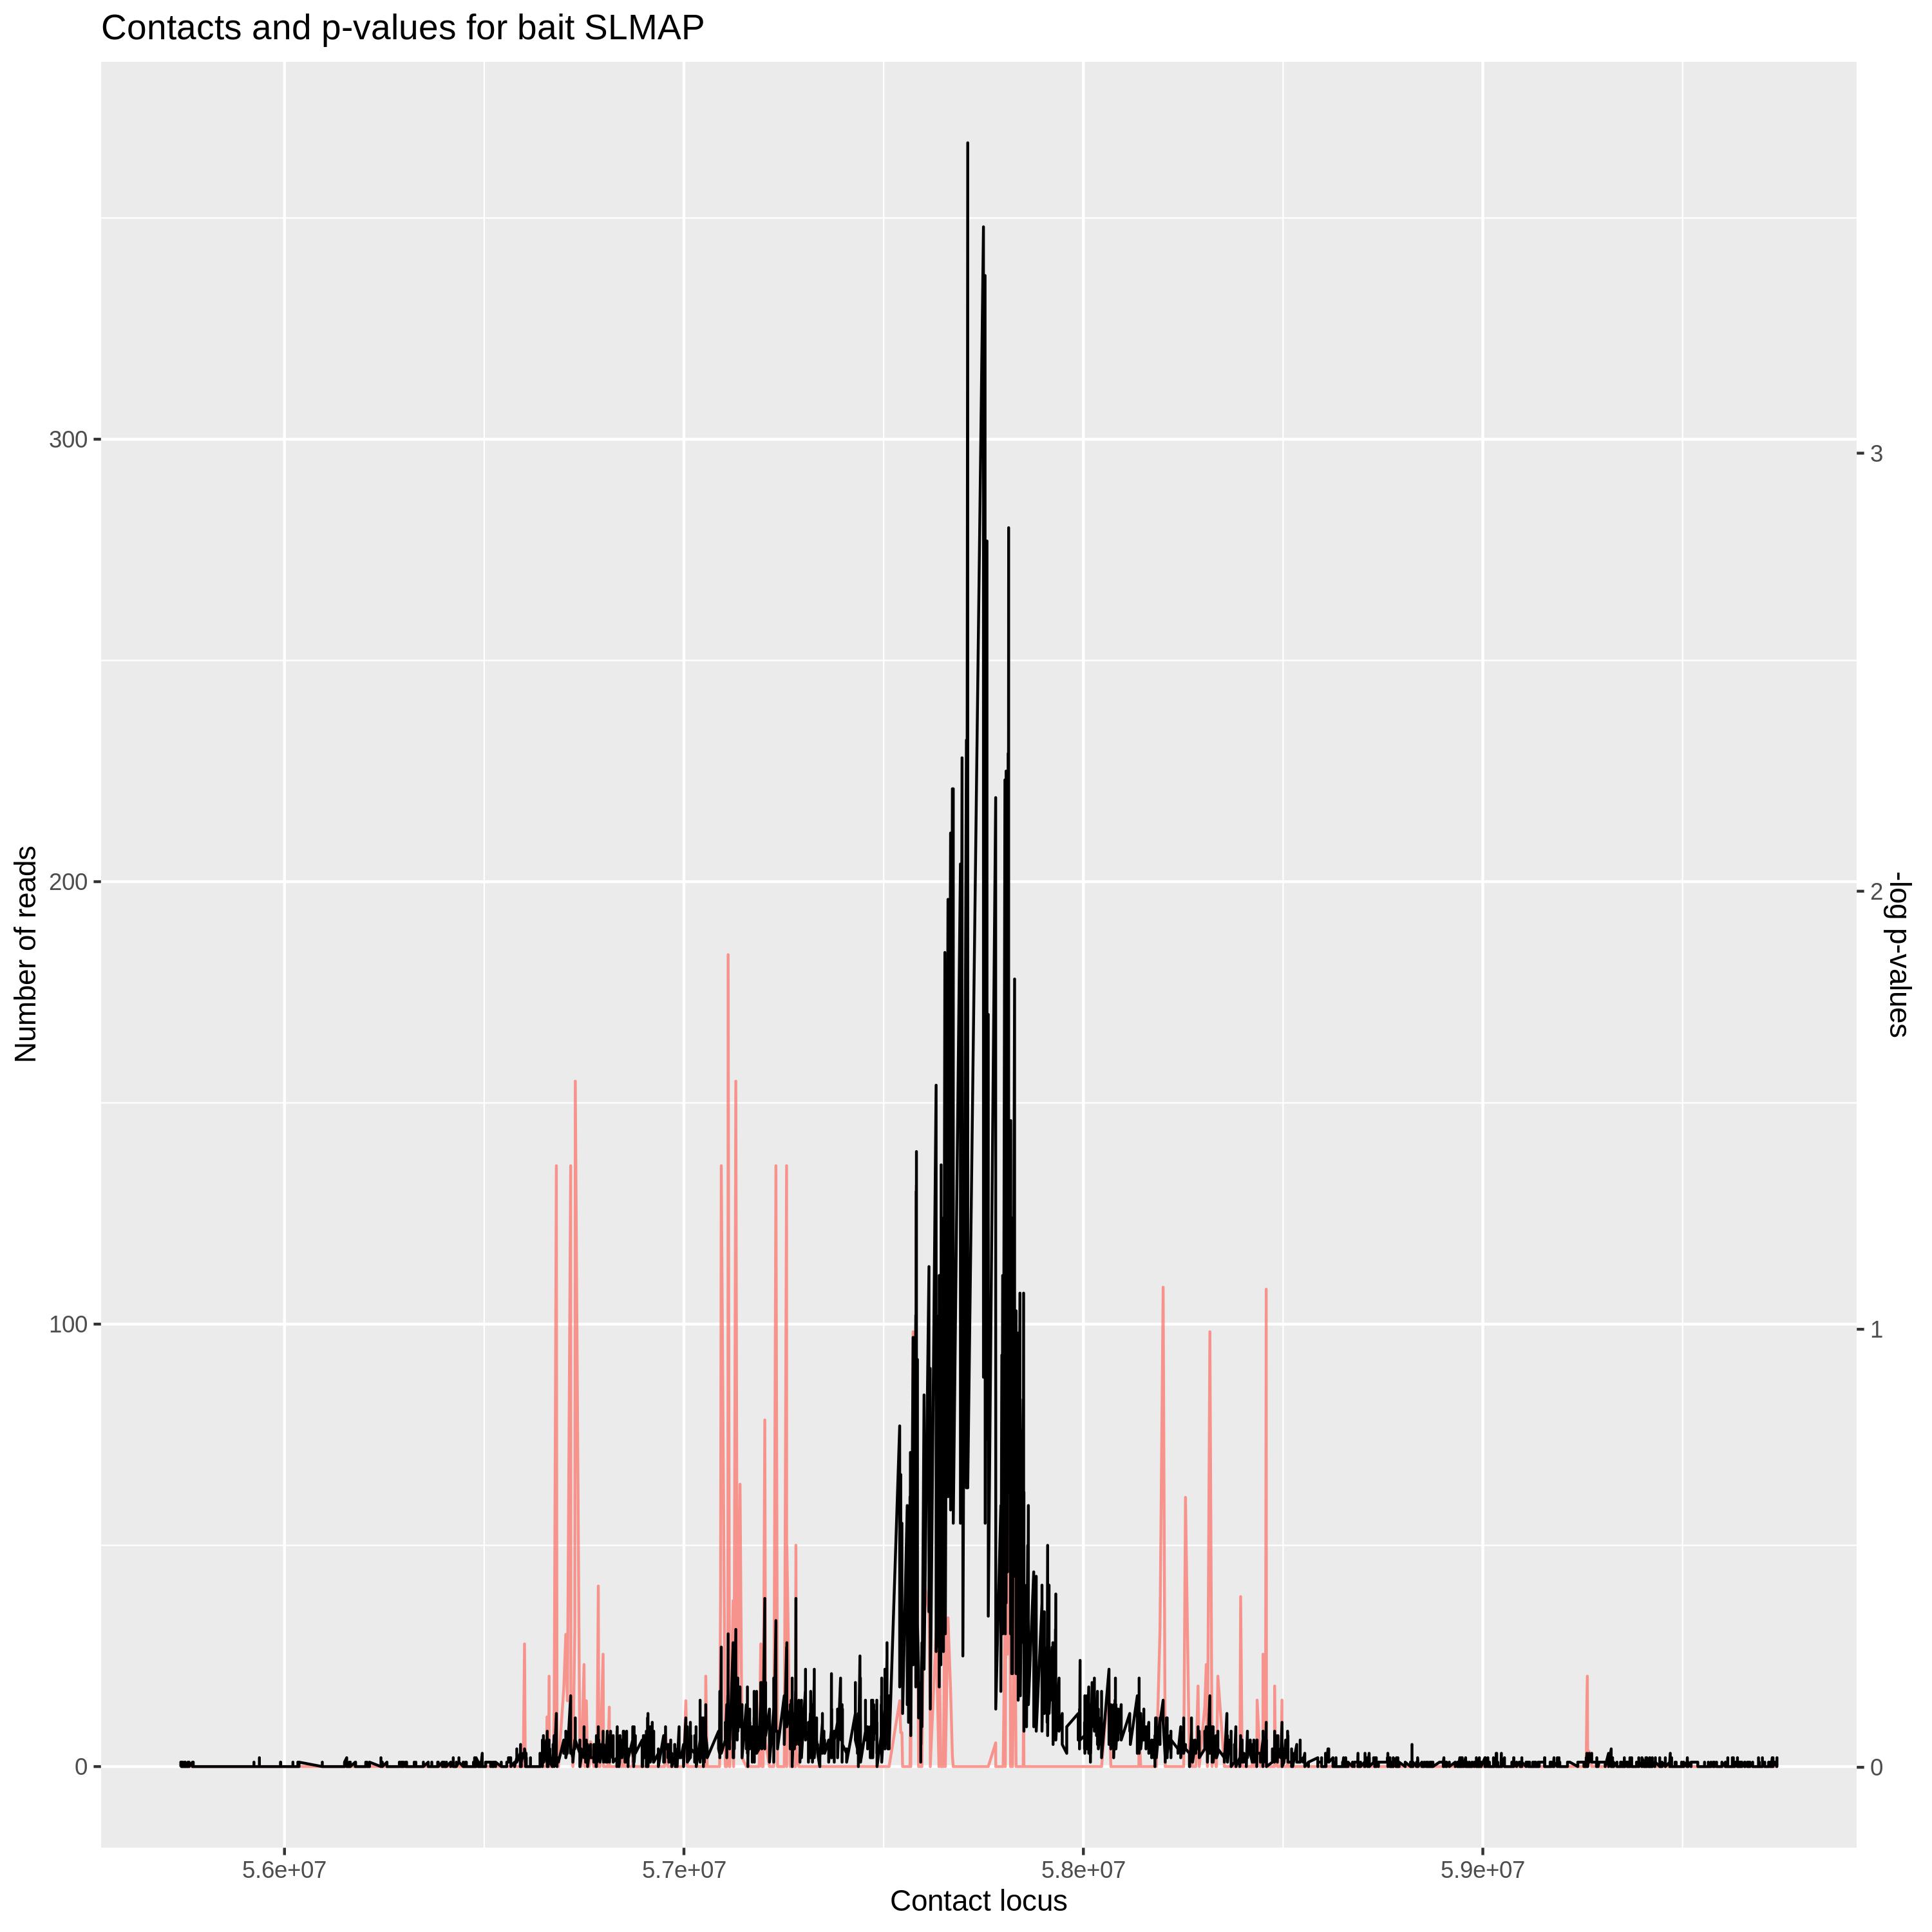 Contacts and p-values for bait SLMAP
Number of reads
300
200
100
0
3
2
1
0
-log p-values
5.6e+07
5.7e+07
5.8e+07
5.9e+07
Contact locus